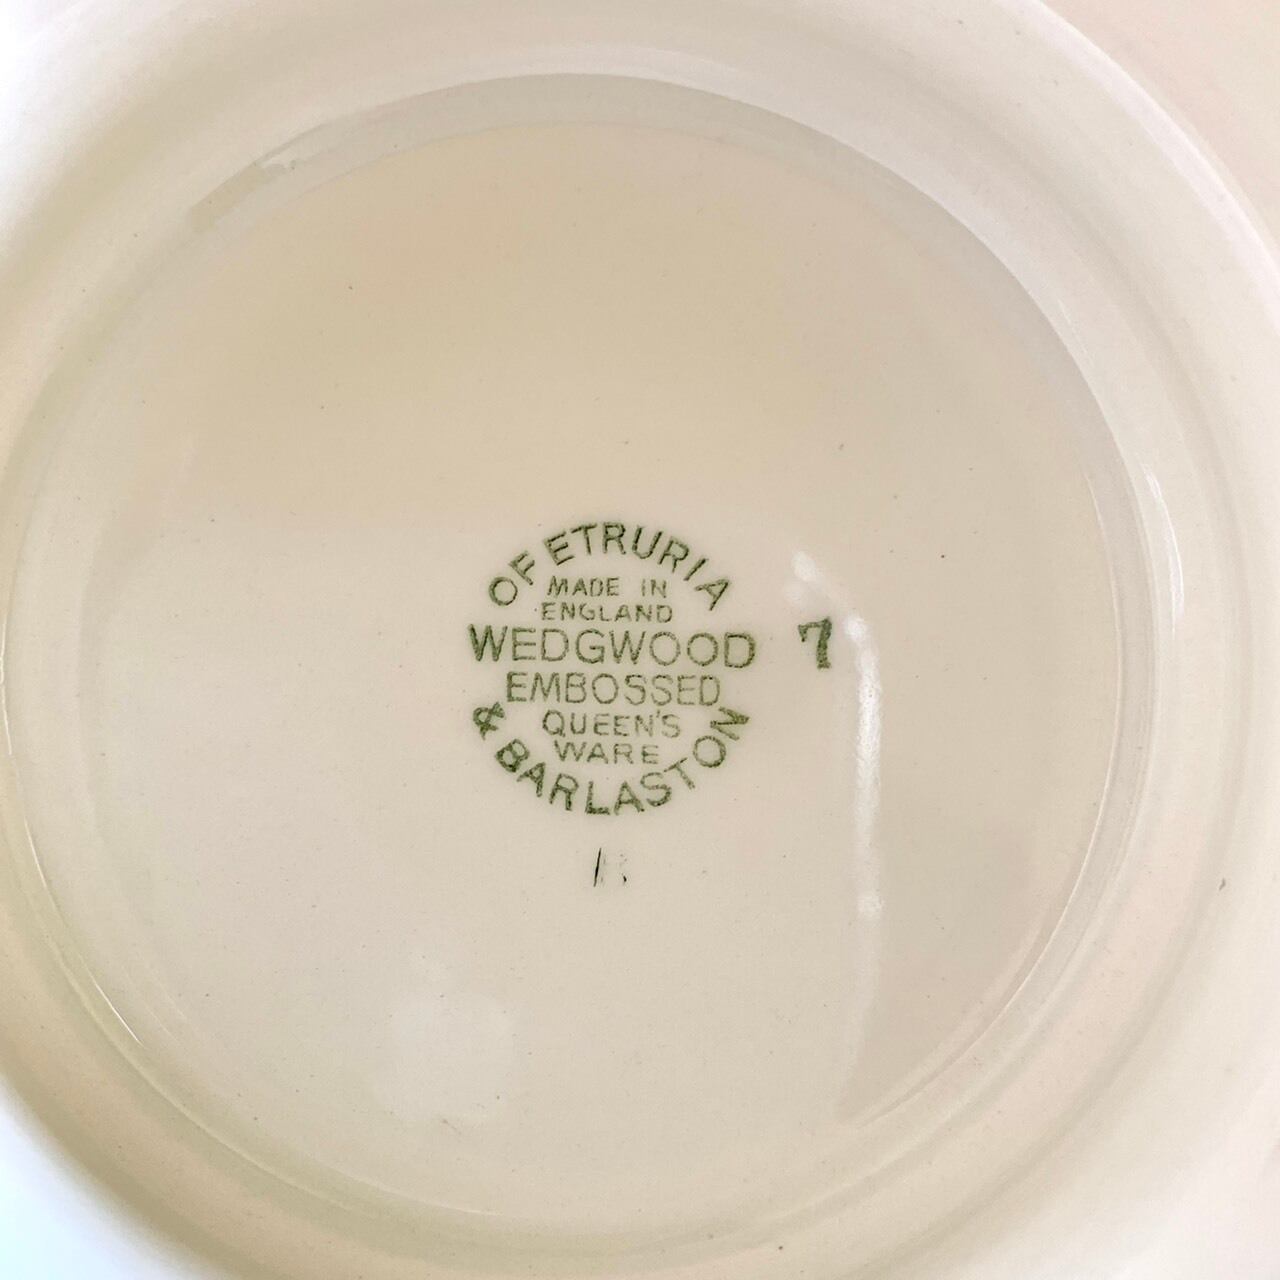 OF ETRURIA
MADE IN
ENGLAND
WEDGWOOD 7
EMBOSSED
QUEEN'S
WARE
& BARLASTON